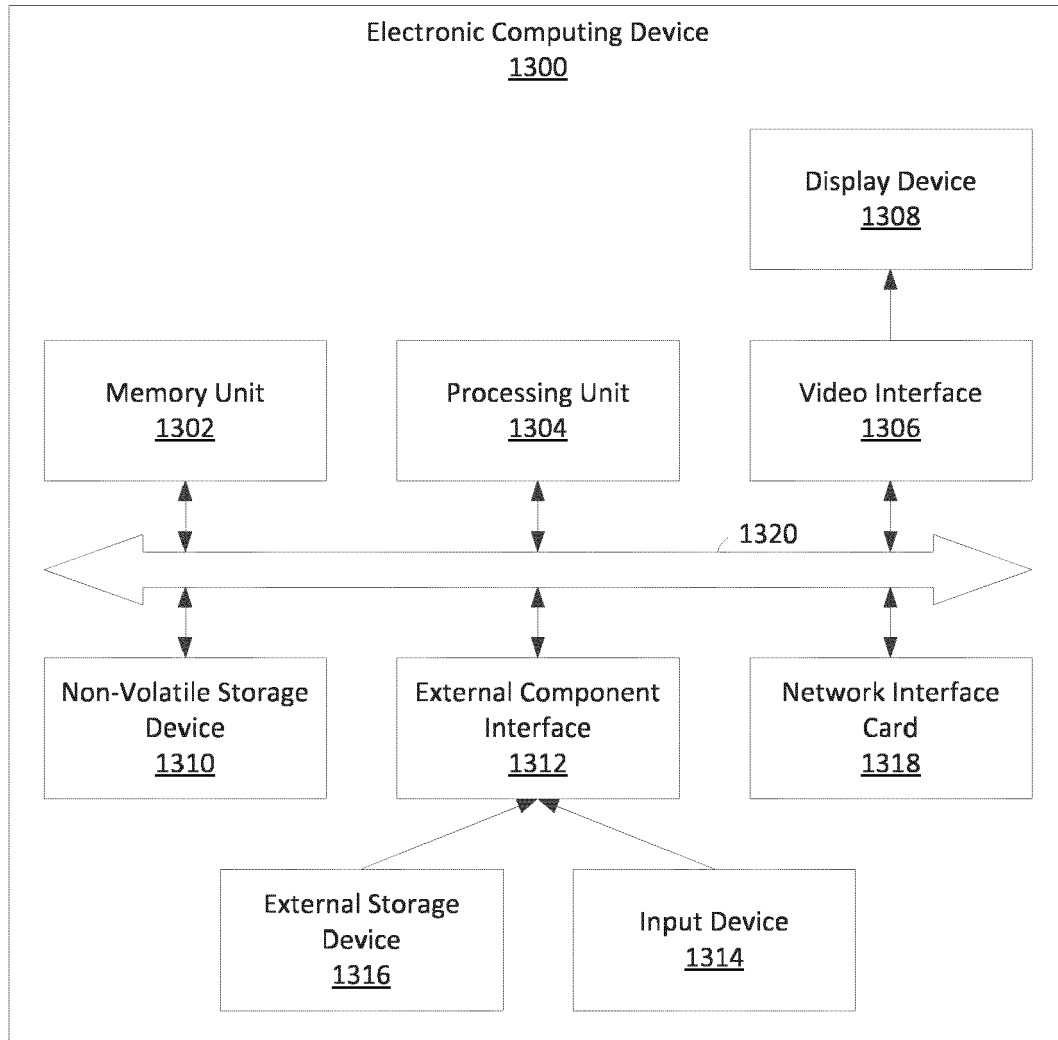 Electronic Computing Device
1300
Display Device
1308
Memory Unit
1302
Processing Unit
1304
Video Interface
1306
1320
Non-Volatile Storage
Device
1310
External Component
Interface
1312
Network Interface
Card
1318
External Storage
Device
1316
Input Device
1314